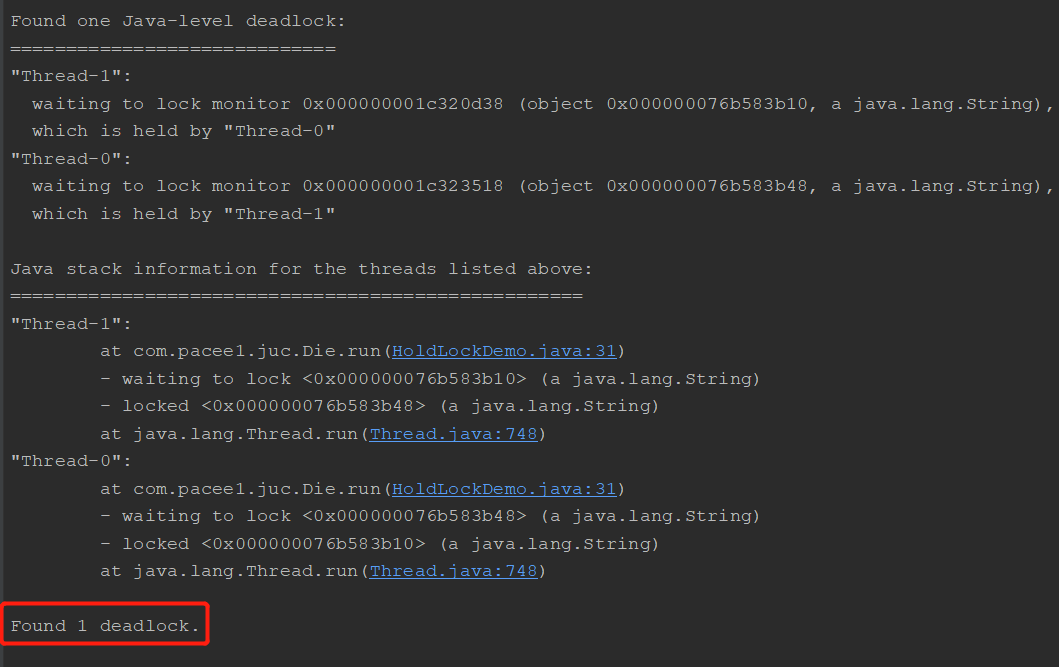 Found one Java-level deadlock:
=============================
"Thread-1":
  waiting to lock monitor 0x000000001c320d38 (object 0x000000076b583b10, a java.lang.String),
  which is held by "Thread-0"
"Thread-0":
  waiting to lock monitor 0x000000001c323518 (object 0x000000076b583b48, a java.lang.String),
  which is held by "Thread-1"

Java stack information for the threads listed above:
===================================================
"Thread-1":
        at com.pacee1.juc.Die.run(HoldLockDemo.java:31)
        - waiting to lock <0x000000076b583b10> (a java.lang.String)
        - locked <0x000000076b583b48> (a java.lang.String)
        at java.lang.Thread.run(Thread.java:748)
"Thread-0":
        at com.pacee1.juc.Die.run(HoldLockDemo.java:31)
        - waiting to lock <0x000000076b583b48> (a java.lang.String)
        - locked <0x000000076b583b10> (a java.lang.String)
        at java.lang.Thread.run(Thread.java:748)

Found 1 deadlock.